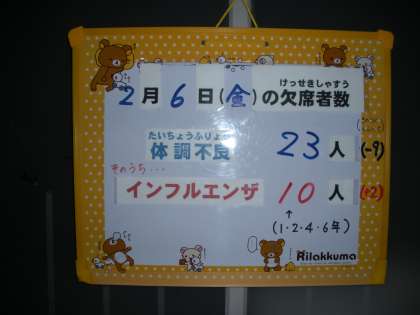 けっせきしゃすう
2月6日(金)の欠席者数
たいちょうふりょう
体調不良 23人 (-9)
そのうち・・・
インフルエンザ 10人 (+2)
↑
(1・2・4・6年)
Rilakkuma